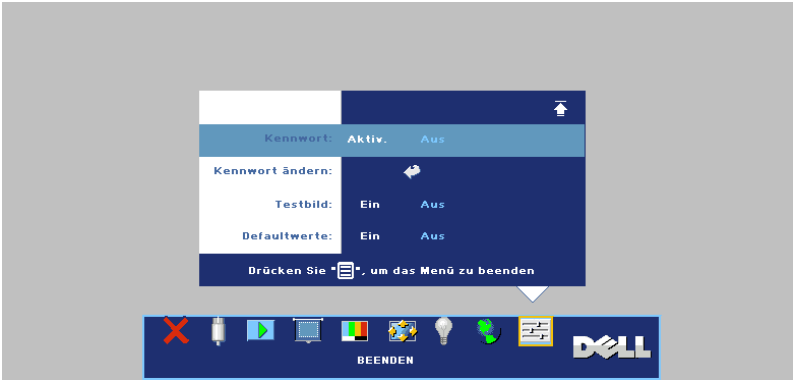 Kennwort: Aktiv. Aus
Kennwort ändern:
Testbild: Ein Aus
Defaultwerte: Ein Aus
Drücken Sie "", um das Menü zu beenden
BEENDEN
DELL